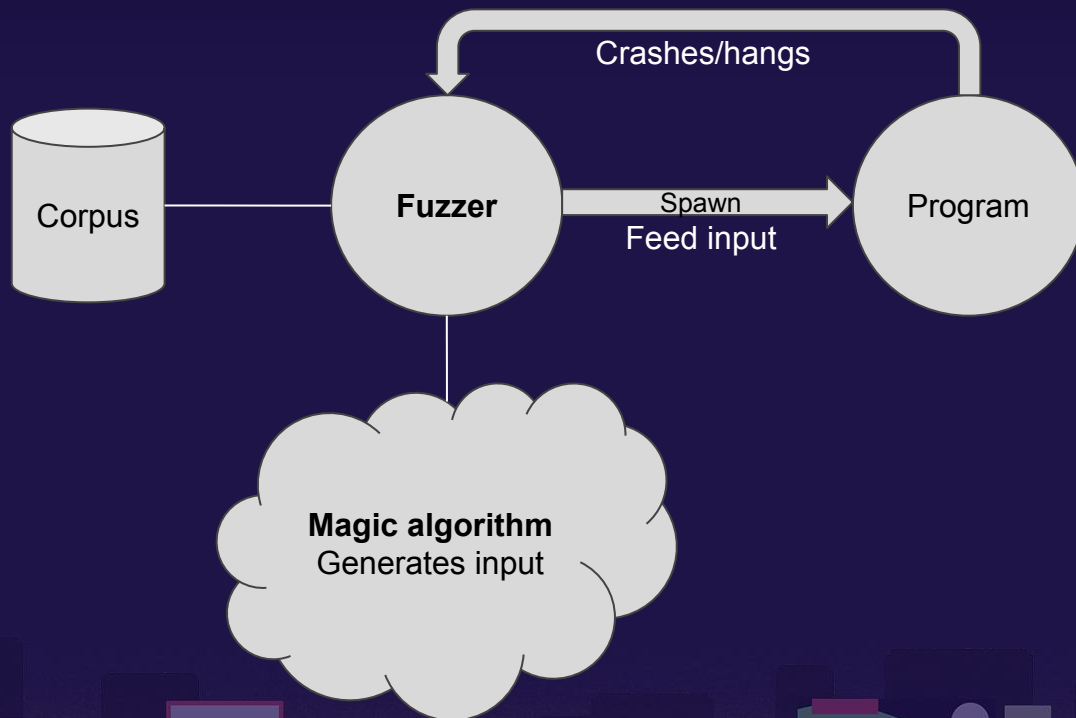 Crashes/hangs
Corpus
Fuzzer
Spawn
Feed input
Program
Magic algorithm
Generates input